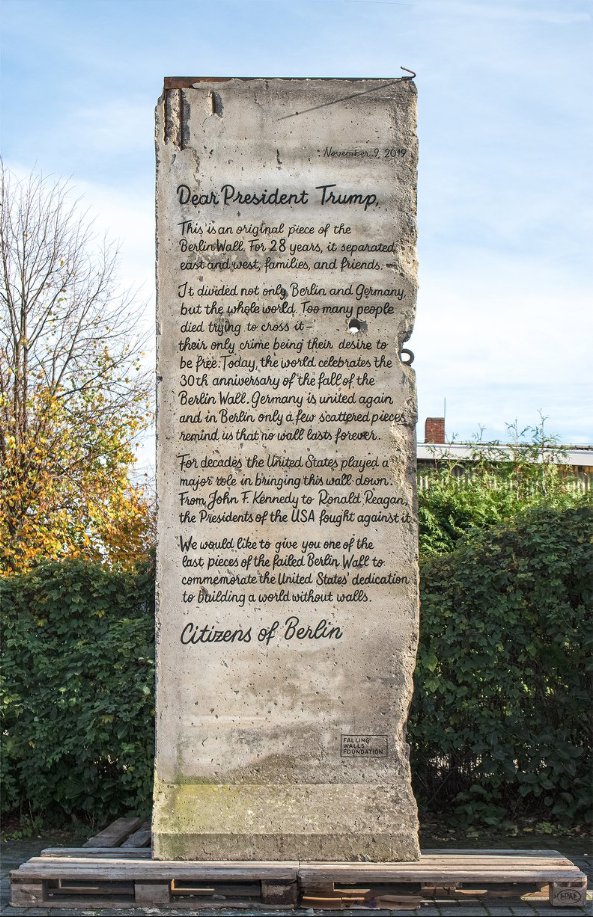 November 9, 2019
Dear President Trump,
This is an original piece of the
Berlin Wall. For 28 years, it separated
east and west, families, and friends.
It divided not only Berlin and Germany,
but the whole world. Too many people
died trying to cross it –
their only crime being their desire to
be free. Today, the world celebrates the
30th anniversary of the fall of the
Berlin Wall. Germany is united again
and in Berlin only a few scattered pieces
remind us that no wall lasts forever.
For decades the United States played a
major role in bringing this wall down.
From John F. Kennedy to Ronald Reagan,
the Presidents of the USA fought against it.
We would like to give you one of the
last pieces of the failed Berlin Wall to
commemorate the United States' dedication
to building a world without walls.
Citizens of Berlin
FALLING
WALLS
FOUNDATION
EPAL